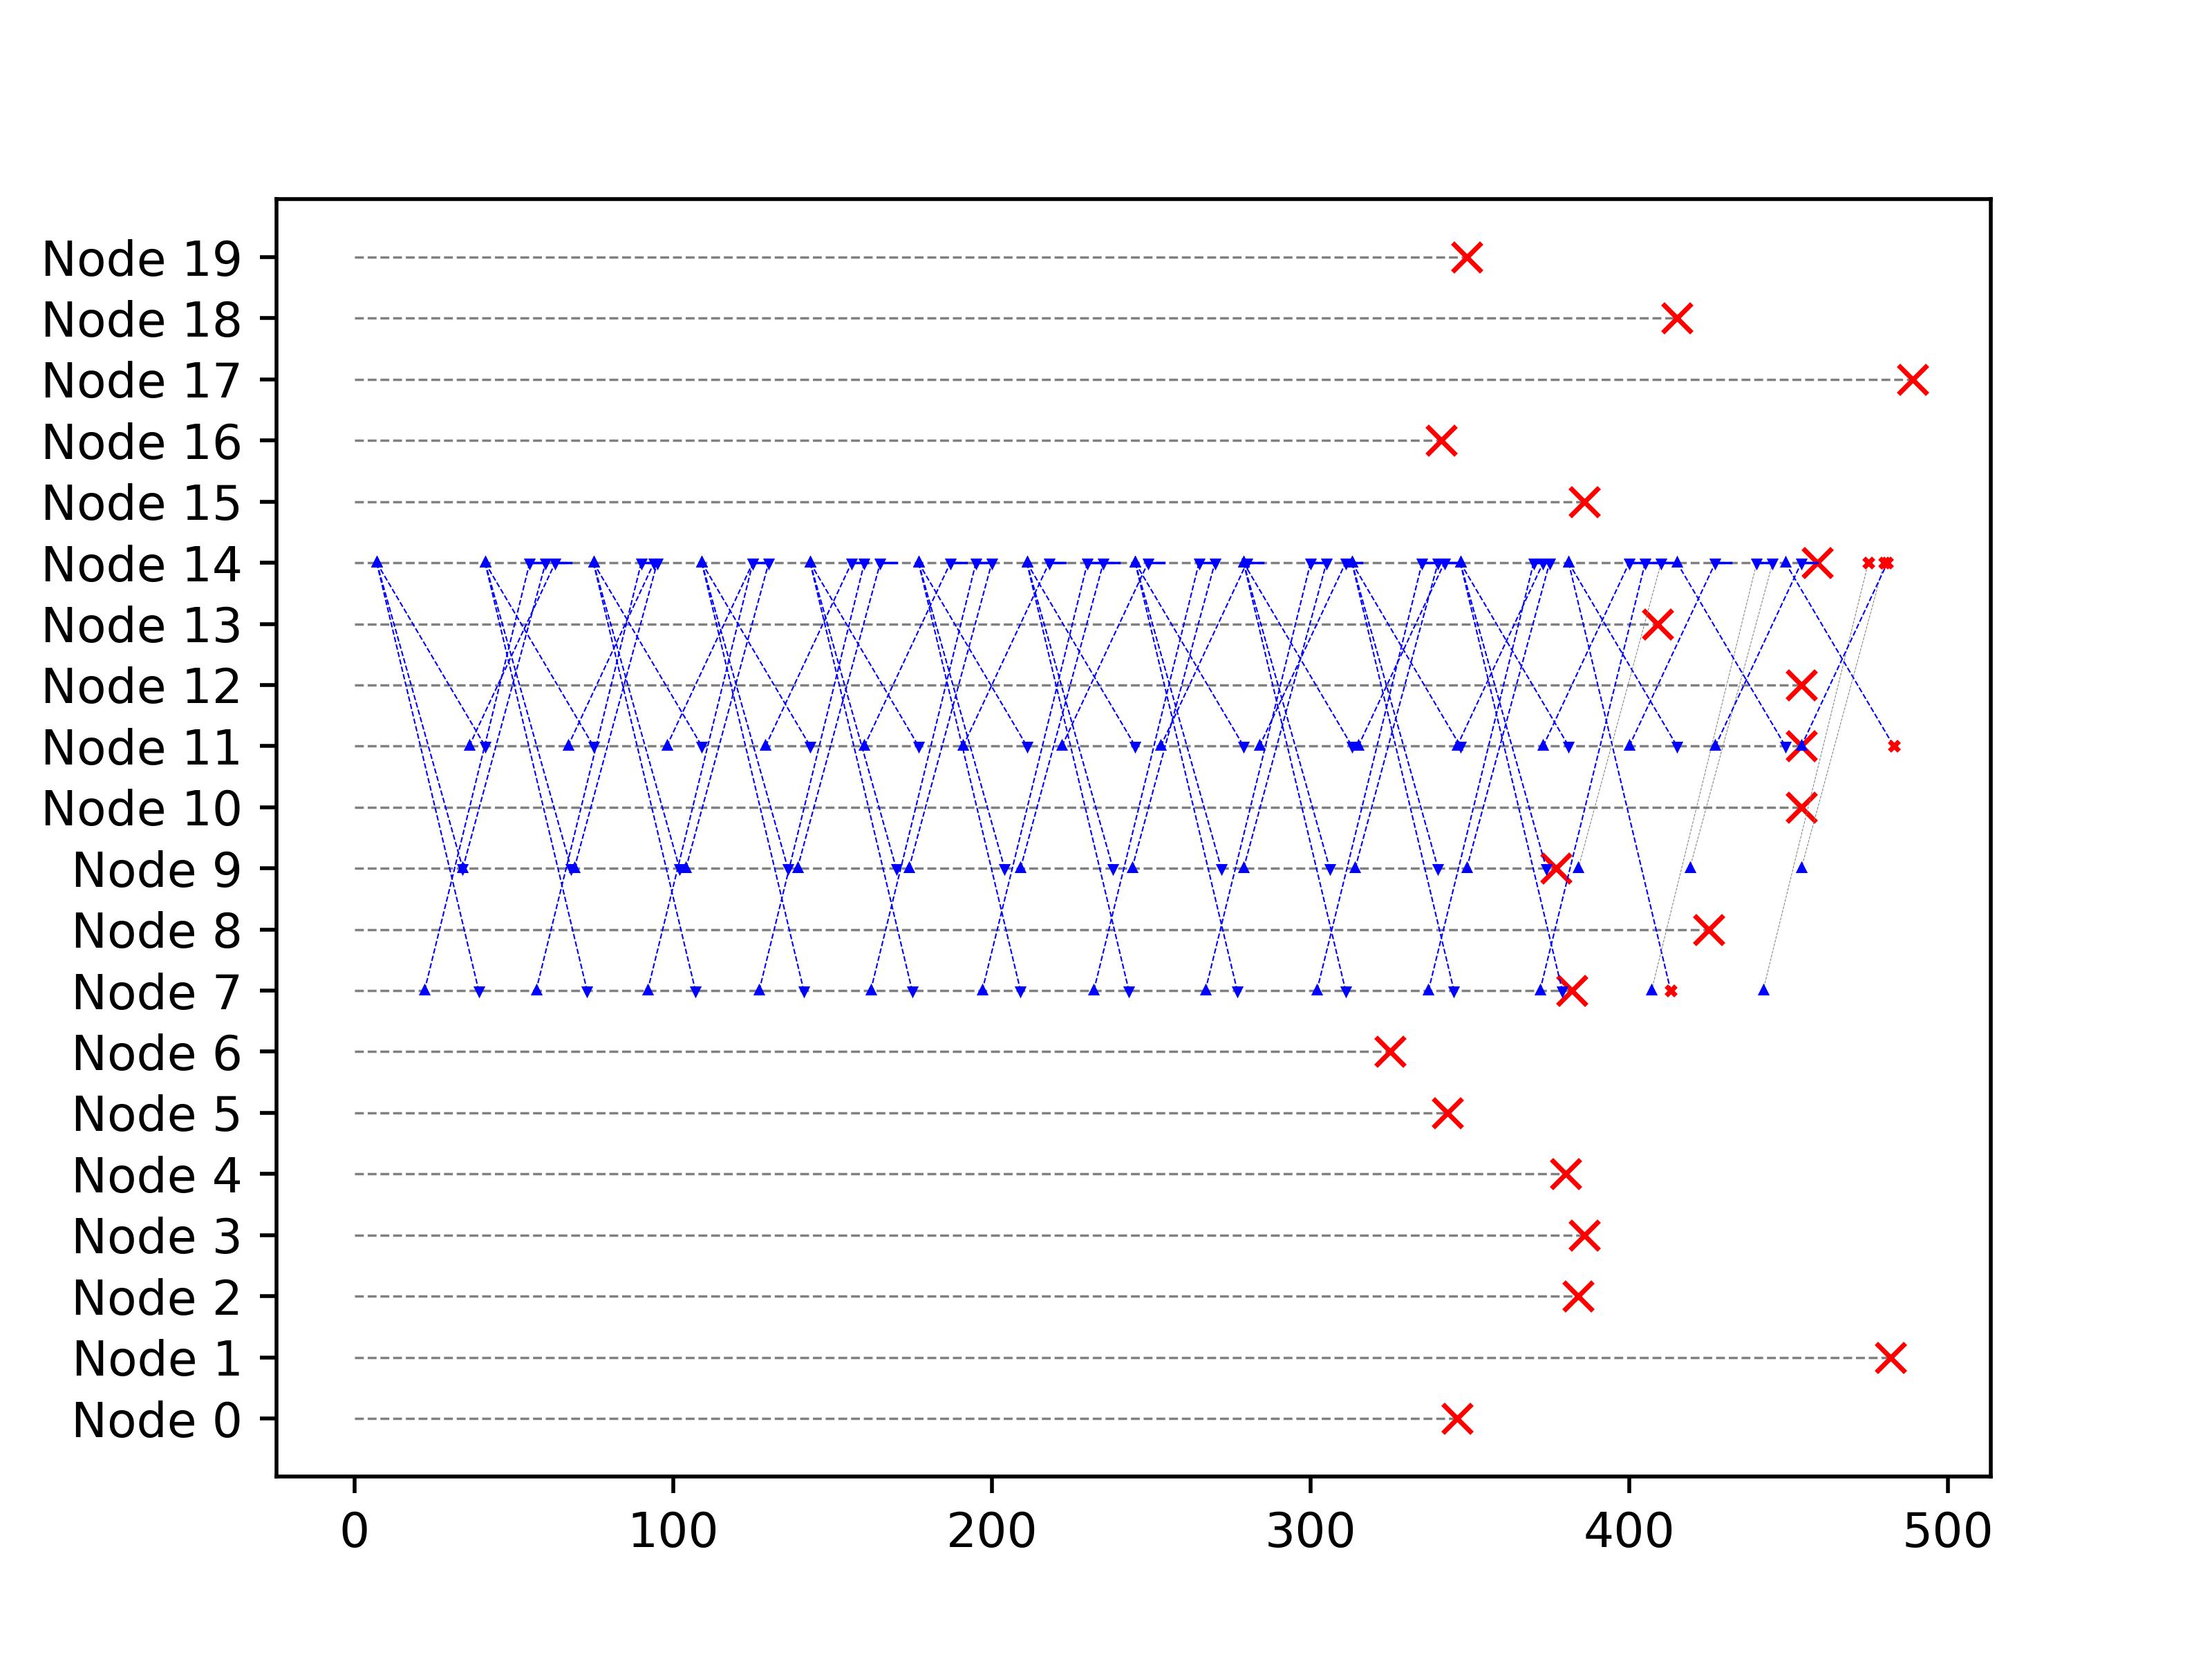 Node 19
Node 18
Node 17
Node 16
Node 15
Node 14
Node 13
Node 12
Node 11
Node 10
Node 9
Node 8
Node 7
Node 6
Node 5
Node 4
Node 3
Node 2
Node 1
Node 0
0 100 200 300 400 500